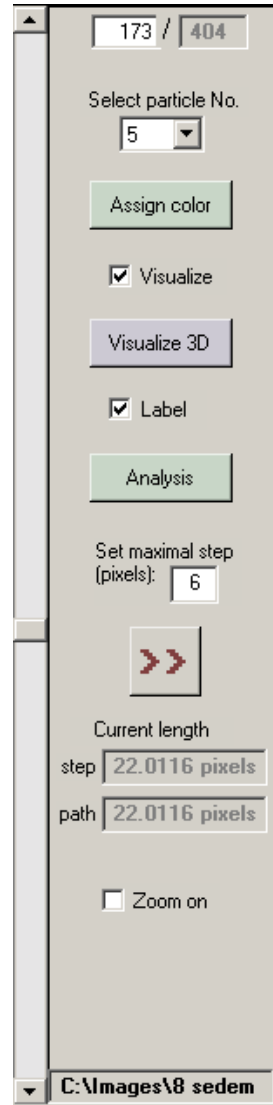 173 / 404
Select particle No.
5
Assign color
Visualize
Visualize 3D
Label
Analysis
Set maximal step
(pixels): 6
>>
Current length
step 22.0116 pixels
path 22.0116 pixels
Zoom on
C:\Images\8 sedem